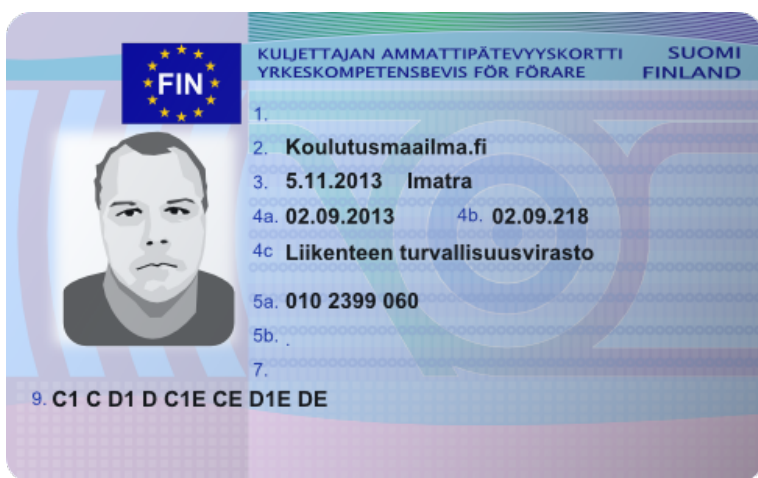 FIN
KULJETTAJAN AMMATTIPÄTEVYYSKORTTI SUOMI
YRKESKOMPETENSBEVIS FÖR FÖRARE FINLAND
1.
2. Koulutusmaailma.fi
3. 5.11.2013 Imatra
4a. 02.09.2013 4b. 02.09.218
4c Liikenteen turvallisuusvirasto
5a. 010 2399 060
5b. .
7.
9. C1 C D1 D C1E CE D1E DE